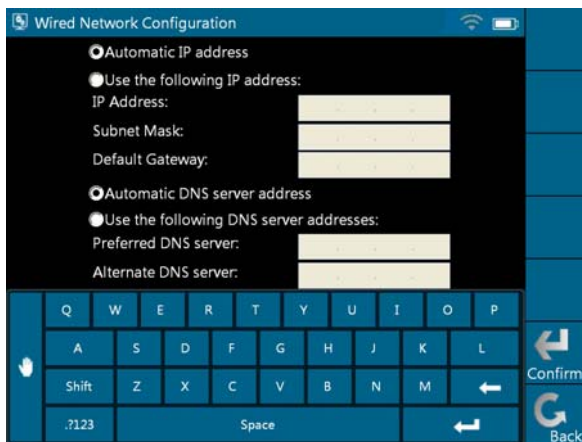 Wired Network Configuration
Automatic IP address
Use the following IP address:
IP Address:
Subnet Mask:
Default Gateway:
Automatic DNS server address
Use the following DNS server addresses:
Preferred DNS server:
Alternate DNS server:
Q W E R T Y U I O P
A S D F G H J K L
Shift Z X C V B N M
.?123 Space
Confirm
Back